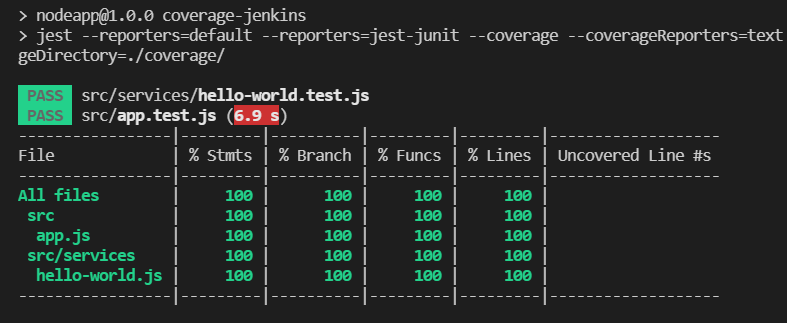 > nodeapp@1.0.0 coverage-jenkins
> jest --reporters=default --reporters=jest-junit --coverage --coverageReporters=text
geDirectory=./coverage/
PASS src/services/hello-world.test.js
PASS src/app.test.js (6.9 s)
-----------------|---------|----------|---------|---------|-------------------
File             | % Stmts | % Branch | % Funcs | % Lines | Uncovered Line #s
-----------------|---------|----------|---------|---------|-------------------
All files        |     100 |      100 |     100 |     100 |
 src             |     100 |      100 |     100 |     100 |
  app.js         |     100 |      100 |     100 |     100 |
 src/services    |     100 |      100 |     100 |     100 |
  hello-world.js |     100 |      100 |     100 |     100 |
-----------------|---------|----------|---------|---------|-------------------